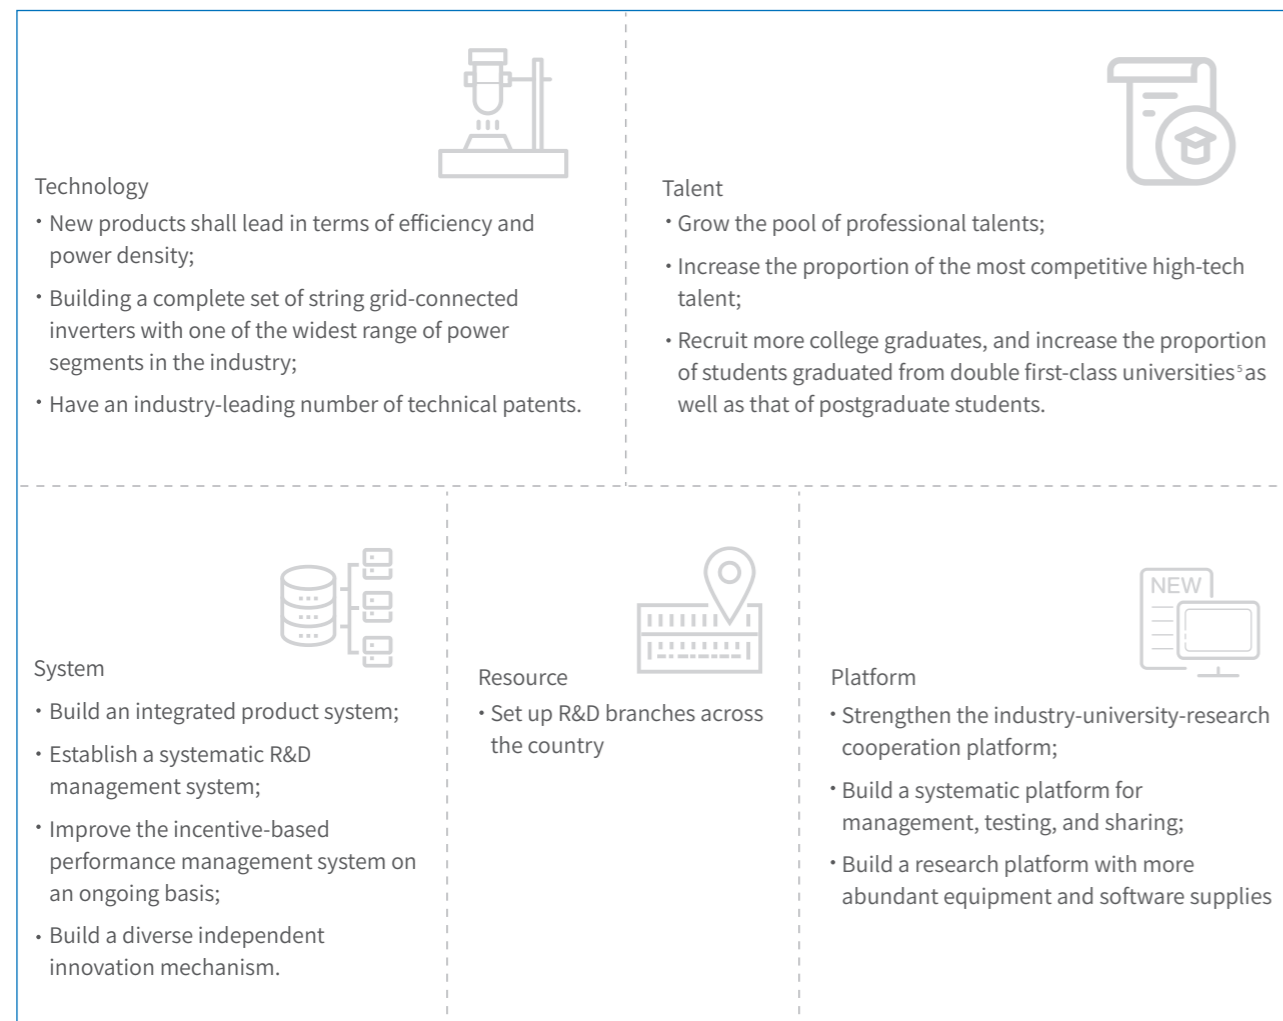 Technology
· New products shall lead in terms of efficiency and
power density;
· Building a complete set of string grid-connected
inverters with one of the widest range of power
segments in the industry;
· Have an industry-leading number of technical patents.
Talent
· Grow the pool of professional talents;
· Increase the proportion of the most competitive high-tech
talent;
· Recruit more college graduates, and increase the proportion
of students graduated from double first-class universities⁵ as
well as that of postgraduate students.
System
· Build an integrated product system;
· Establish a systematic R&D
management system;
· Improve the incentive-based
performance management system on
an ongoing basis;
· Build a diverse independent
innovation mechanism.
Resource
· Set up R&D branches across
the country
NEW
Platform
· Strengthen the industry-university-research
cooperation platform;
· Build a systematic platform for
management, testing, and sharing;
· Build a research platform with more
abundant equipment and software supplies